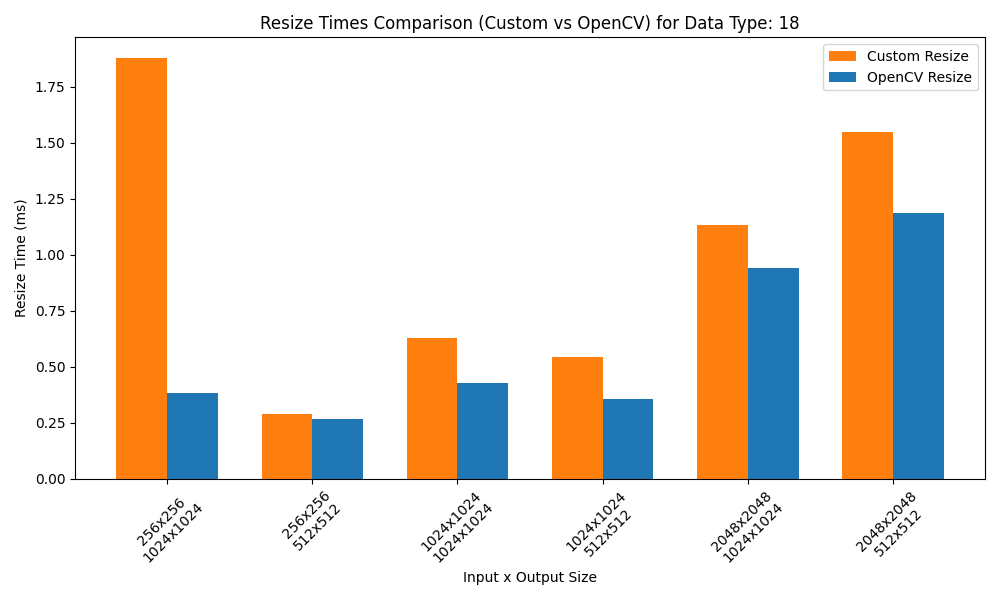 Resize Times Comparison (Custom vs OpenCV) for Data Type: 18
Custom Resize
OpenCV Resize
Resize Time (ms)
1.75
1.50
1.25
1.00
0.75
0.50
0.25
0.00
256x256
1024x1024
256x256
512x512
1024x1024
1024x1024
1024x1024
512x512
2048x2048
1024x1024
2048x2048
512x512
Input x Output Size